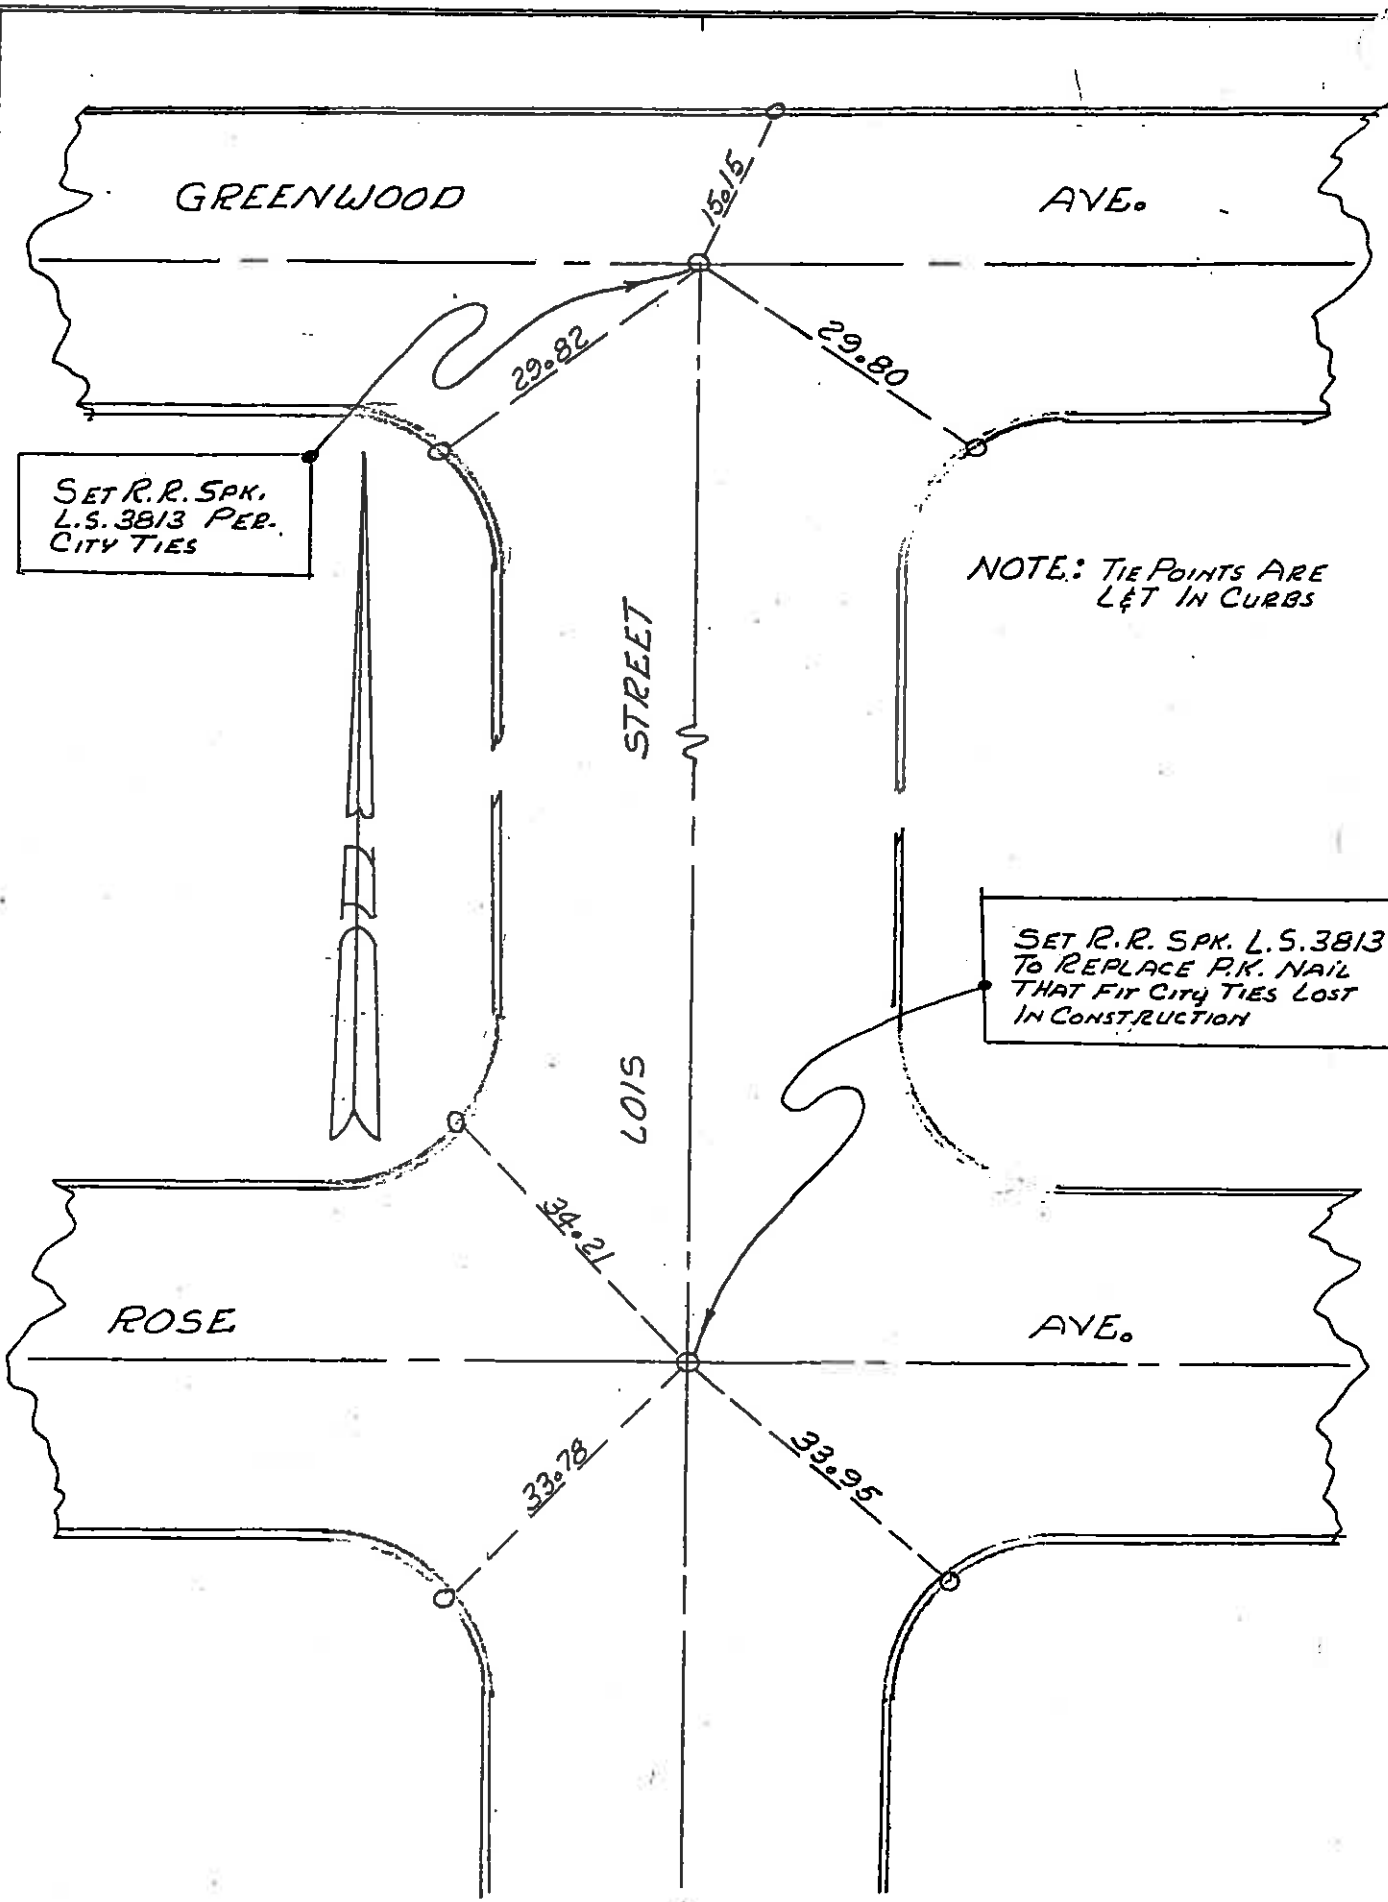 GREENWOOD AVE.
15.15
29.82
29.80
SET R.R. SPK.
L.S. 3813 PER.
CITY TIES
NOTE: TIE POINTS ARE
L&T IN CURBS
STREET
LOIS
SET R.R. SPK. L.S. 3813
TO REPLACE P.K. NAIL
THAT FIT CITY TIES LOST
IN CONSTRUCTION
34.21
ROSE AVE.
33.78
33.95